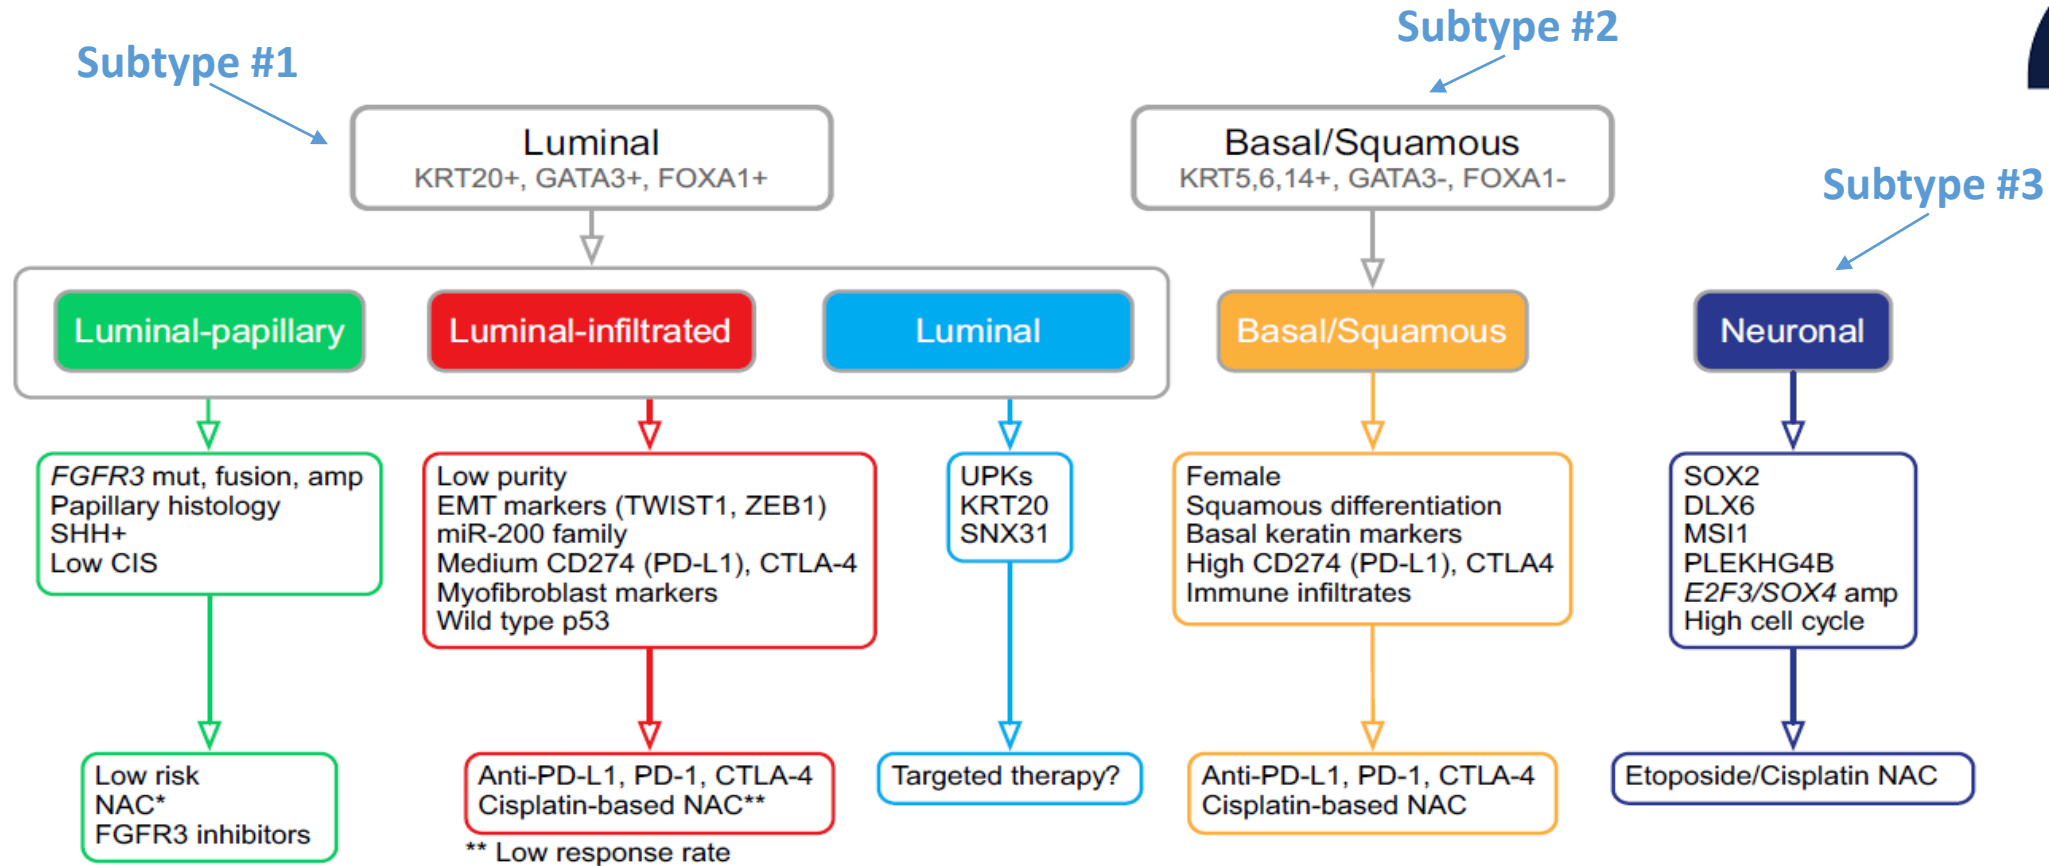 Subtype #1
Subtype #2
Subtype #3
Luminal
KRT20+, GATA3+, FOXA1+
Basal/Squamous
KRT5,6,14+, GATA3-, FOXA1-
Luminal-papillary
Luminal-infiltrated
Luminal
Basal/Squamous
Neuronal
FGFR3 mut, fusion, amp
Papillary histology
SHH+
Low CIS
Low purity
EMT markers (TWIST1, ZEB1)
miR-200 family
Medium CD274 (PD-L1), CTLA-4
Myofibroblast markers
Wild type p53
UPKs
KRT20
SNX31
Female
Squamous differentiation
Basal keratin markers
High CD274 (PD-L1), CTLA4
Immune infiltrates
SOX2
DLX6
MSI1
PLEKHG4B
E2F3/SOX4 amp
High cell cycle
Low risk
NAC*
FGFR3 inhibitors
Anti-PD-L1, PD-1, CTLA-4
Cisplatin-based NAC**
** Low response rate
Targeted therapy?
Anti-PD-L1, PD-1, CTLA-4
Cisplatin-based NAC
Etoposide/Cisplatin NAC